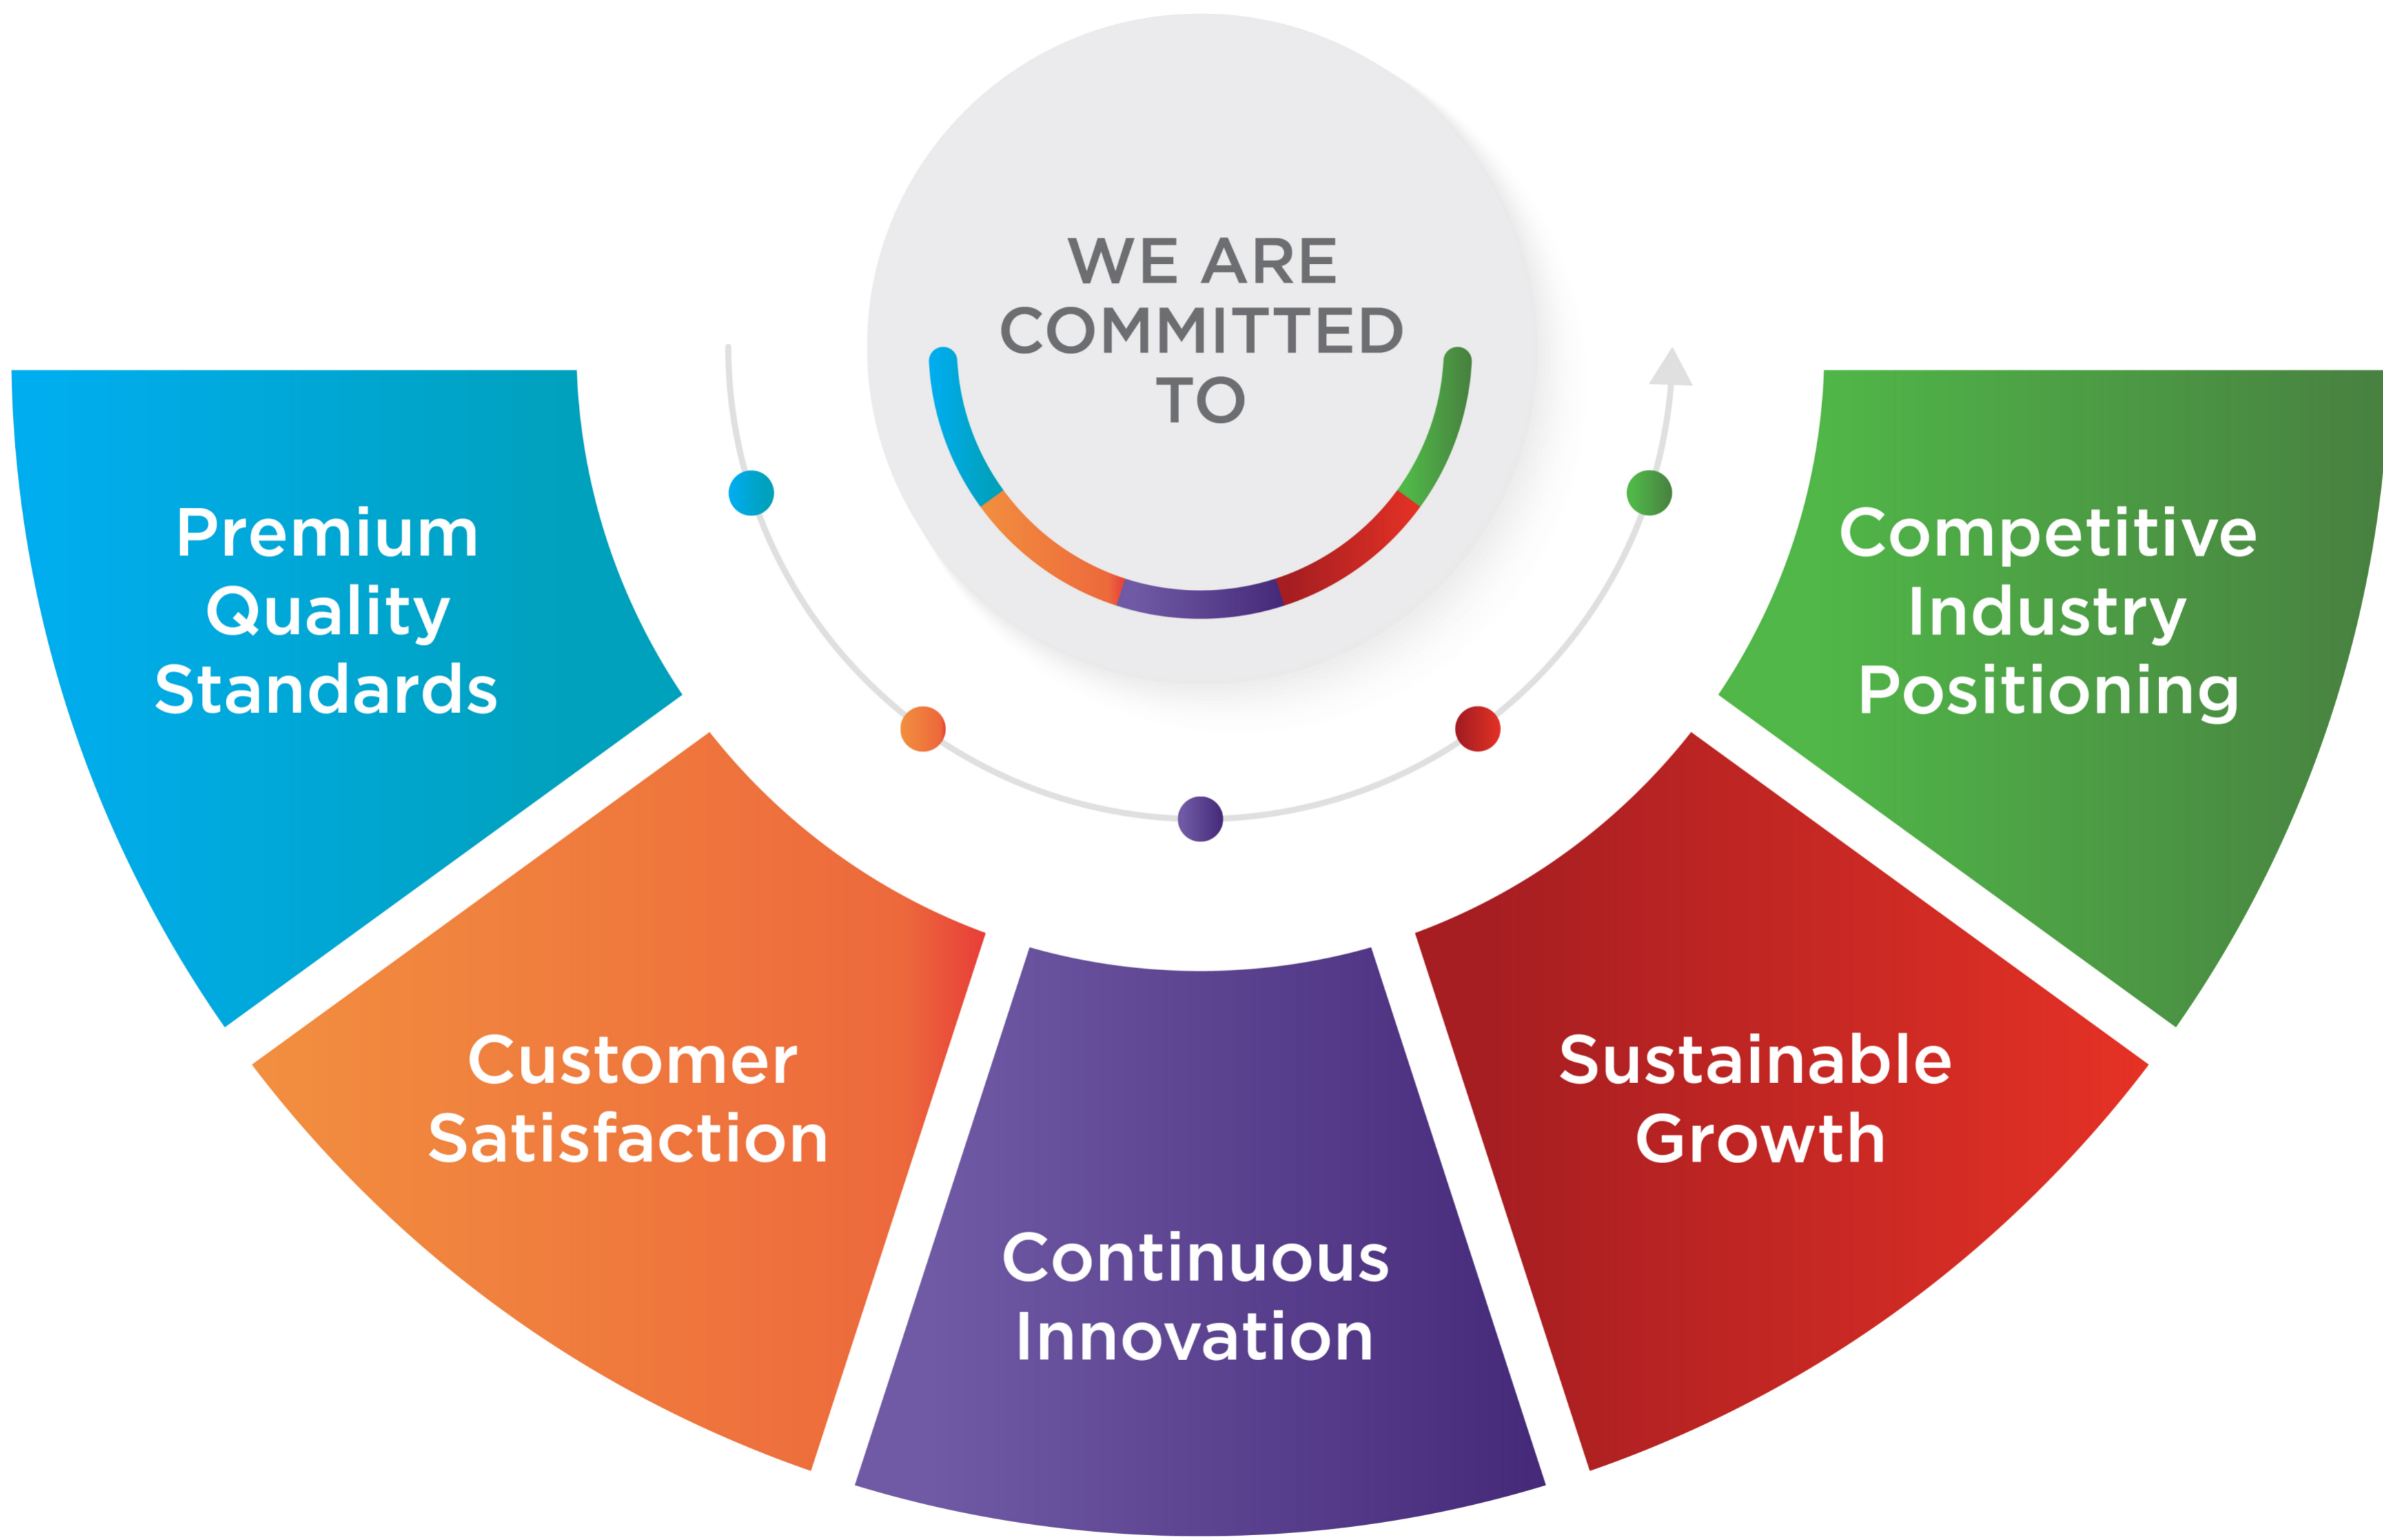 WE ARE
COMMITTED
TO
Premium
Quality
Standards
Customer
Satisfaction
Continuous
Innovation
Sustainable
Growth
Competitive
Industry
Positioning